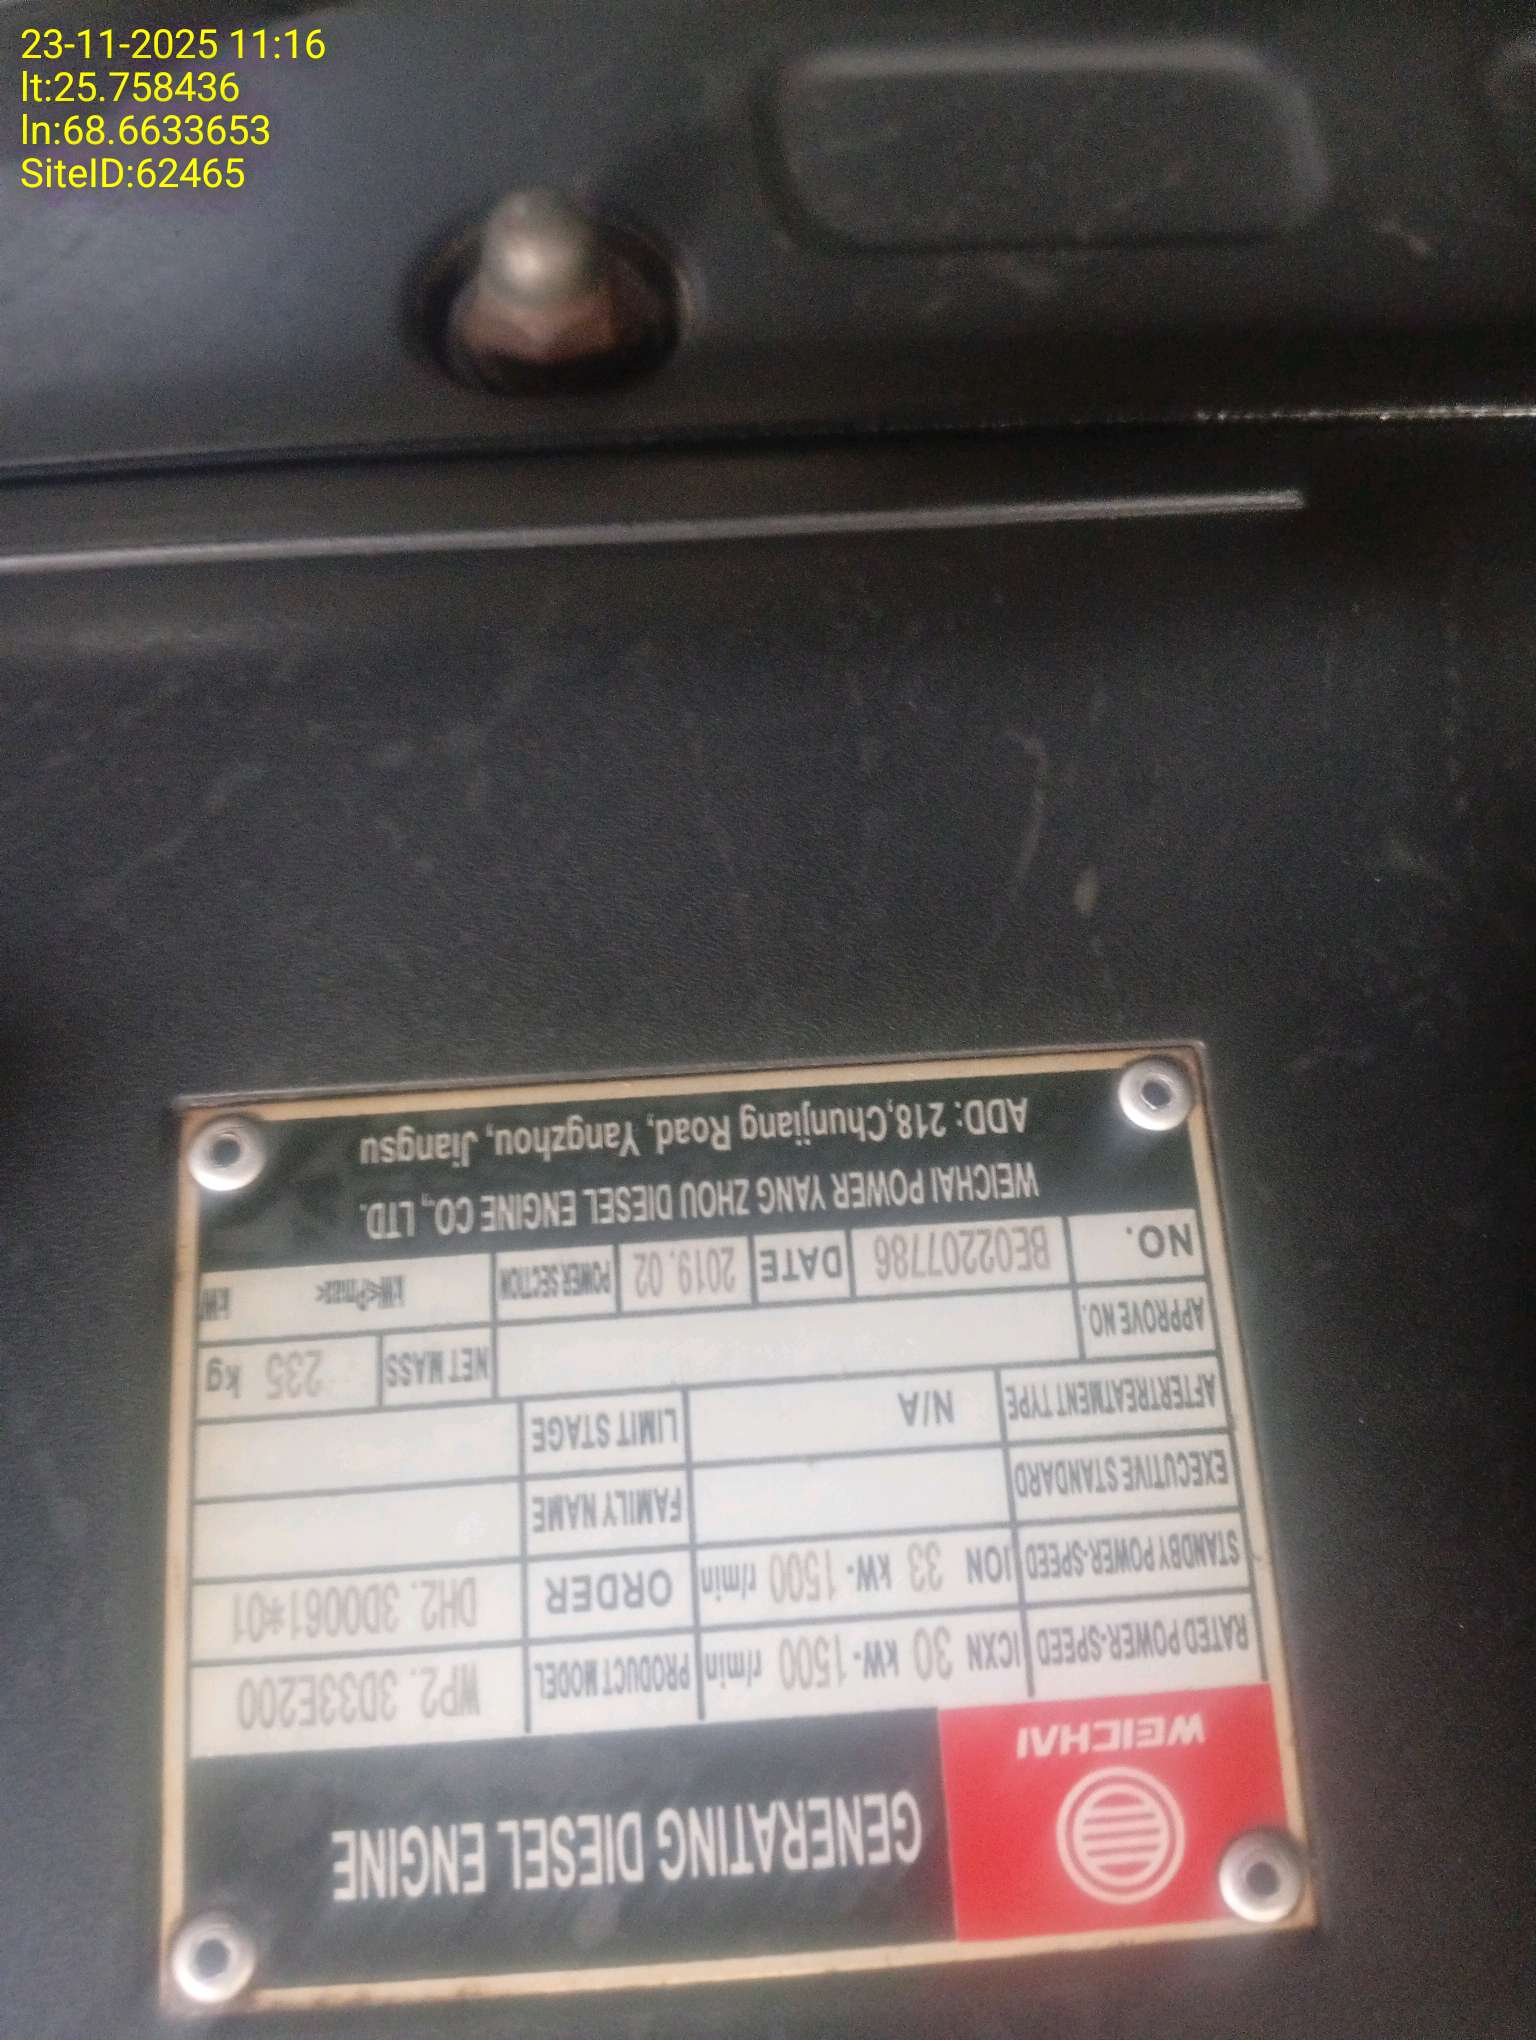 23-11-2025 11:16
lt:25.758436
ln:68.6633653
SiteID:62465
WEICHAI GENERATING DIESEL ENGINE
RATED POWER-SPEED ICXN 30 kW-1500 r/min PRODUCT MODEL WP2.3D33E200
STANDBY POWER-SPEED ION 33 kW-1500 r/min ORDER DH2.3D0061*01
EXECUTIVE STANDARD FAMILY NAME
AFTERTREATMENT TYPE N/A LIMIT STAGE
APPROVE NO. NET MASS 235 kg
NO. BE02207786 DATE 2019.02 POWER SECTION kW<Pmax< kW
WEICHAI POWER YANG ZHOU DIESEL ENGINE CO., LTD.
ADD: 218,Chunjiang Road, Yangzhou, Jiangsu